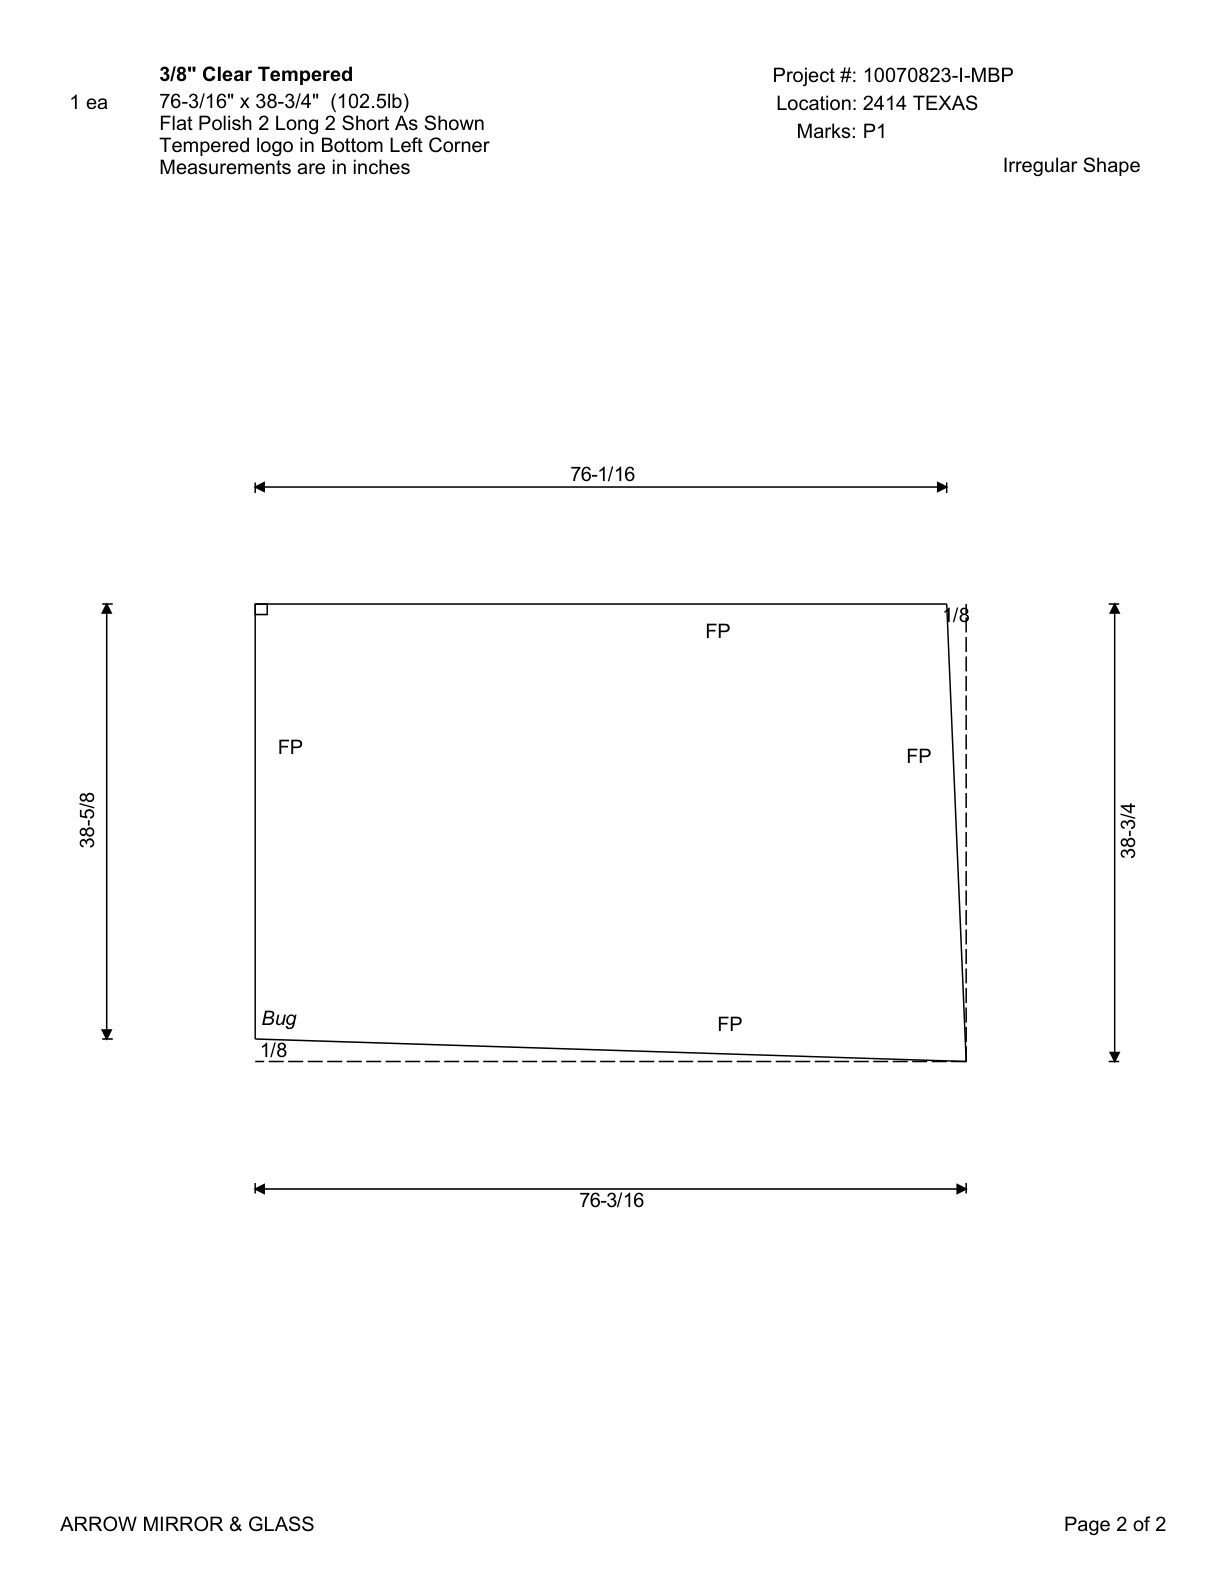 3/8" Clear Tempered
1 ea
76-3/16" x 38-3/4" (102.5lb)
Flat Polish 2 Long 2 Short As Shown
Tempered logo in Bottom Left Corner
Measurements are in inches
Project #: 10070823-I-MBP
Location: 2414 TEXAS
Marks: P1
Irregular Shape
76-1/16
1/8
FP
FP
FP
38-5/8
38-3/4
Bug
FP
1/8
76-3/16
ARROW MIRROR & GLASS
Page 2 of 2